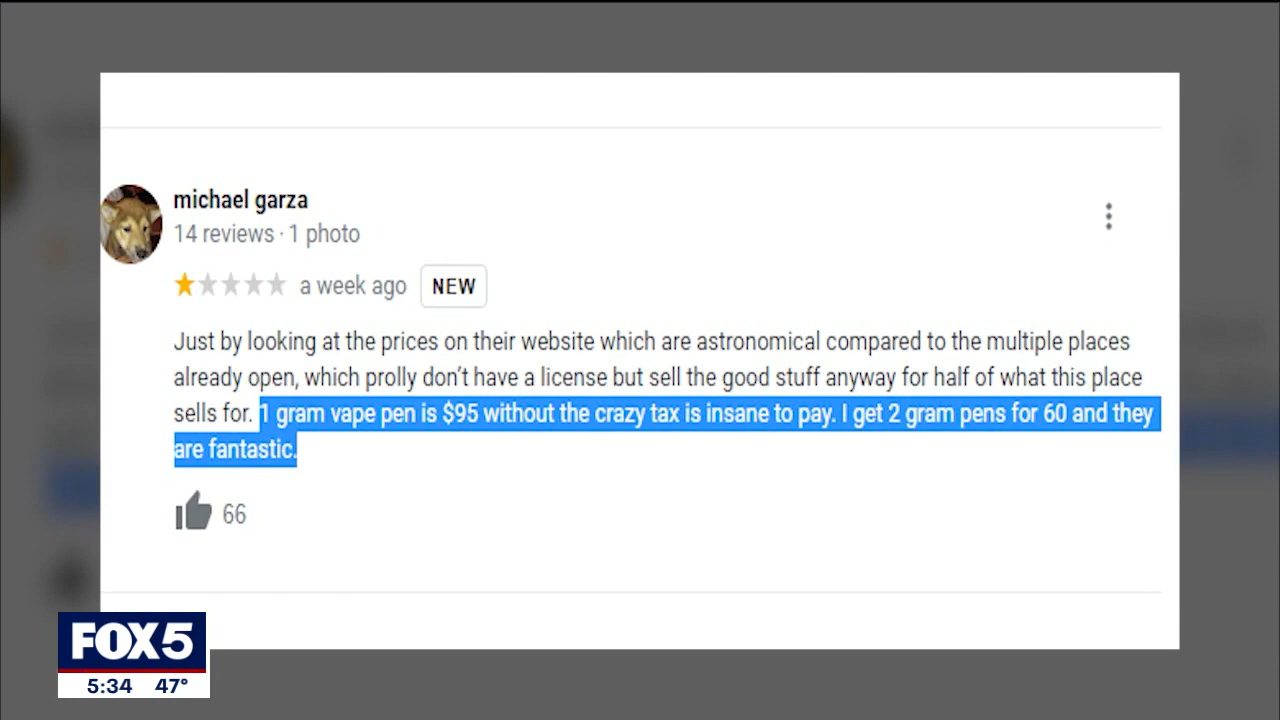 michael garza
14 reviews · 1 photo
a week ago NEW
Just by looking at the prices on their website which are astronomical compared to the multiple places
already open, which prolly don't have a license but sell the good stuff anyway for half of what this place
sells for. 1 gram vape pen is $95 without the crazy tax is insane to pay. I get 2 gram pens for 60 and they
are fantastic.
66
FOX5
5:34 47°